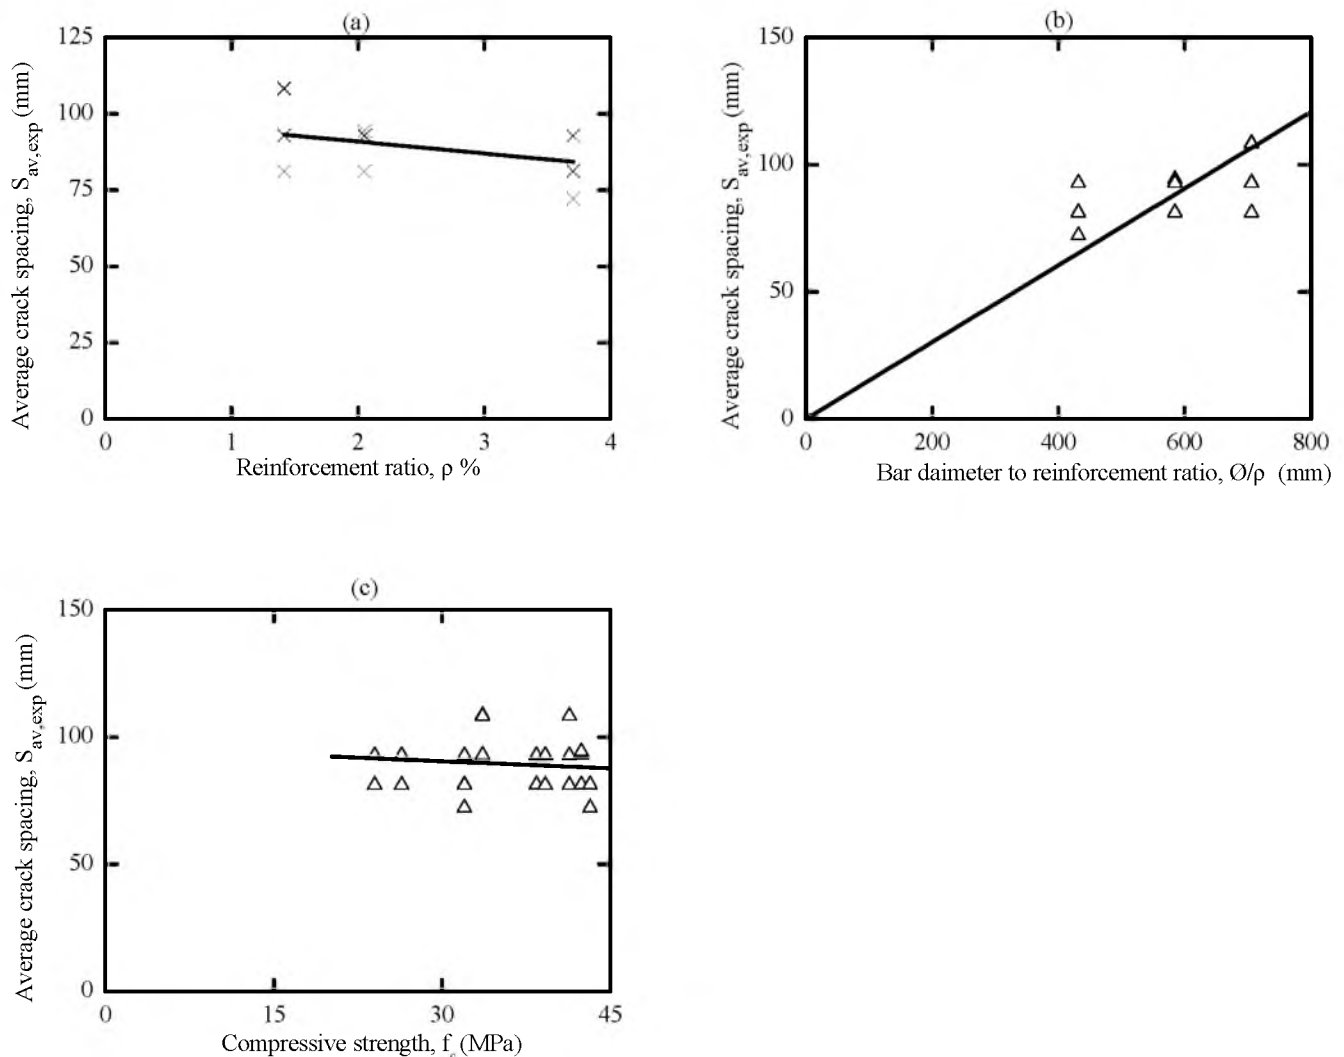 (a)
125
100
75
50
25
0
0 1 2 3 4
Average crack spacing, Sav,exp (mm)
Reinforcement ratio, ρ %
(b)
150
100
50
0
0 200 400 600 800
Average crack spacing, Sav,exp (mm)
Bar daimeter to reinforcement ratio, Ø/ρ (mm)
(c)
150
100
50
0
0 15 30 45
Average crack spacing, Sav,exp (mm)
Compressive strength, fc (MPa)